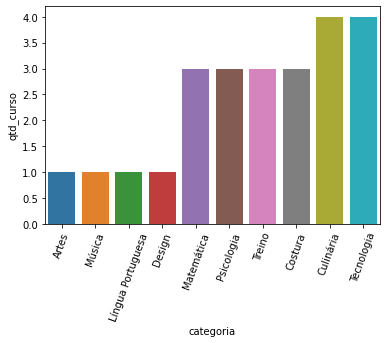 4.0
3.5
3.0
2.5
2.0
1.5
1.0
0.5
0.0
qtd_curso
Artes
Música
Língua Portuguesa
Design
Matemática
Psicologia
Treino
Costura
Culinária
Tecnologia
categoria